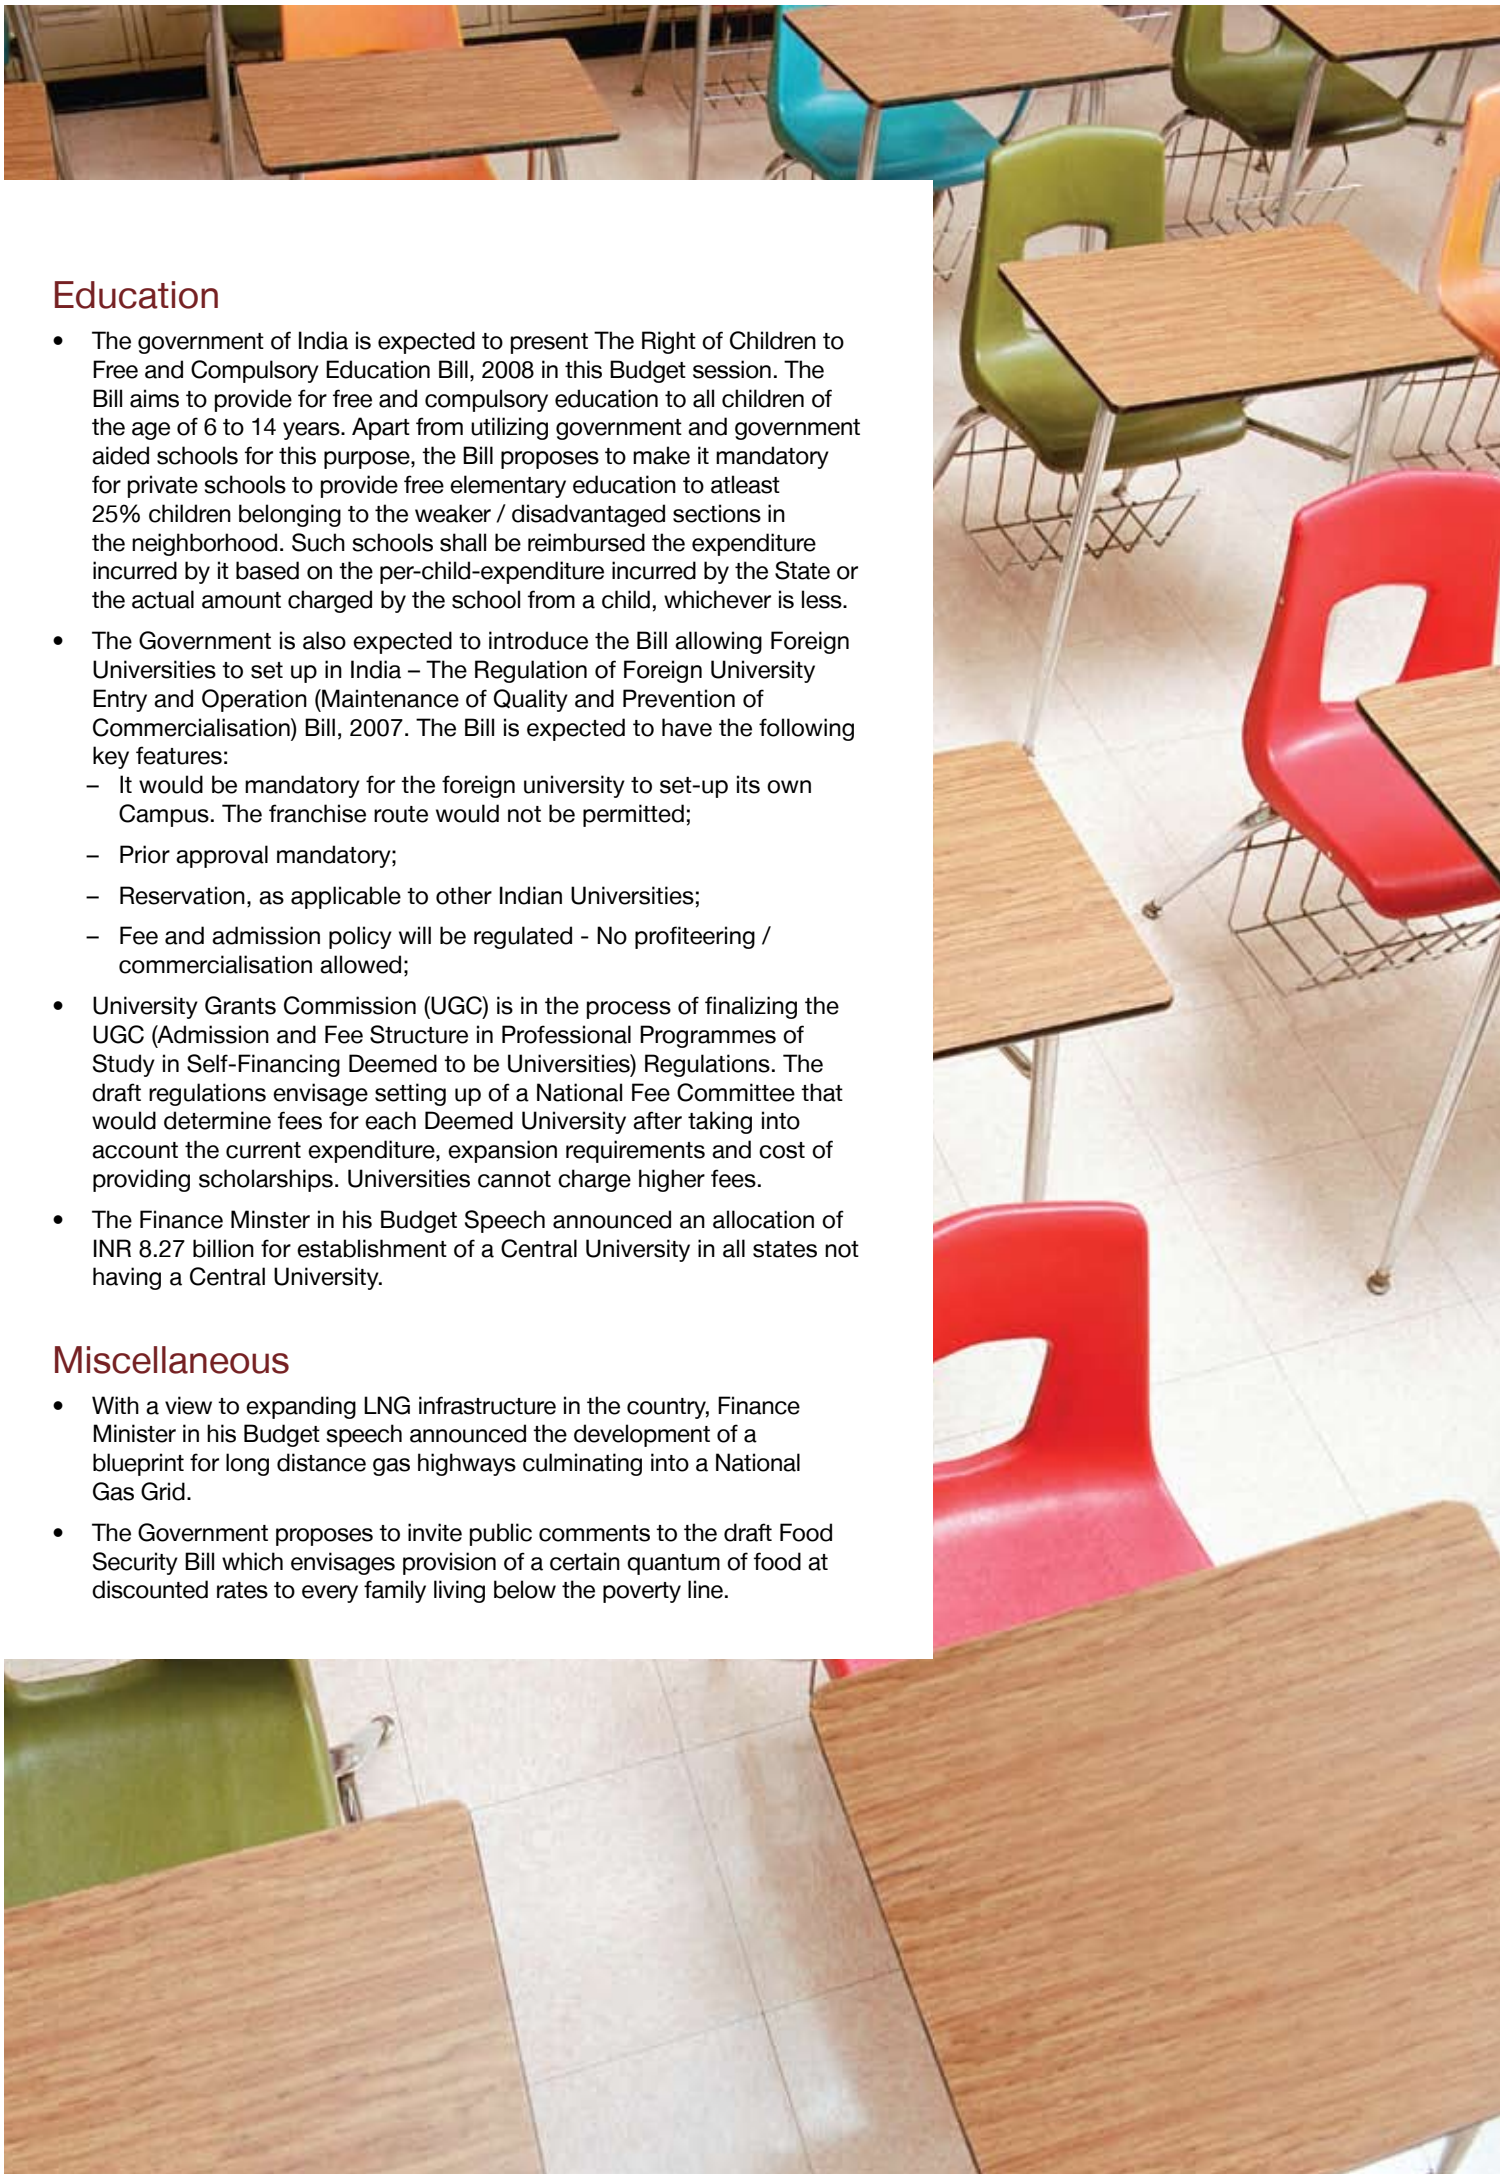 Education
• The government of India is expected to present The Right of Children to
Free and Compulsory Education Bill, 2008 in this Budget session. The
Bill aims to provide for free and compulsory education to all children of
the age of 6 to 14 years. Apart from utilizing government and government
aided schools for this purpose, the Bill proposes to make it mandatory
for private schools to provide free elementary education to atleast
25% children belonging to the weaker / disadvantaged sections in
the neighborhood. Such schools shall be reimbursed the expenditure
incurred by it based on the per-child-expenditure incurred by the State or
the actual amount charged by the school from a child, whichever is less.
• The Government is also expected to introduce the Bill allowing Foreign
Universities to set up in India – The Regulation of Foreign University
Entry and Operation (Maintenance of Quality and Prevention of
Commercialisation) Bill, 2007. The Bill is expected to have the following
key features:
– It would be mandatory for the foreign university to set-up its own
Campus. The franchise route would not be permitted;
– Prior approval mandatory;
– Reservation, as applicable to other Indian Universities;
– Fee and admission policy will be regulated - No profiteering /
commercialisation allowed;
• University Grants Commission (UGC) is in the process of finalizing the
UGC (Admission and Fee Structure in Professional Programmes of
Study in Self-Financing Deemed to be Universities) Regulations. The
draft regulations envisage setting up of a National Fee Committee that
would determine fees for each Deemed University after taking into
account the current expenditure, expansion requirements and cost of
providing scholarships. Universities cannot charge higher fees.
• The Finance Minster in his Budget Speech announced an allocation of
INR 8.27 billion for establishment of a Central University in all states not
having a Central University.
Miscellaneous
• With a view to expanding LNG infrastructure in the country, Finance
Minister in his Budget speech announced the development of a
blueprint for long distance gas highways culminating into a National
Gas Grid.
• The Government proposes to invite public comments to the draft Food
Security Bill which envisages provision of a certain quantum of food at
discounted rates to every family living below the poverty line.